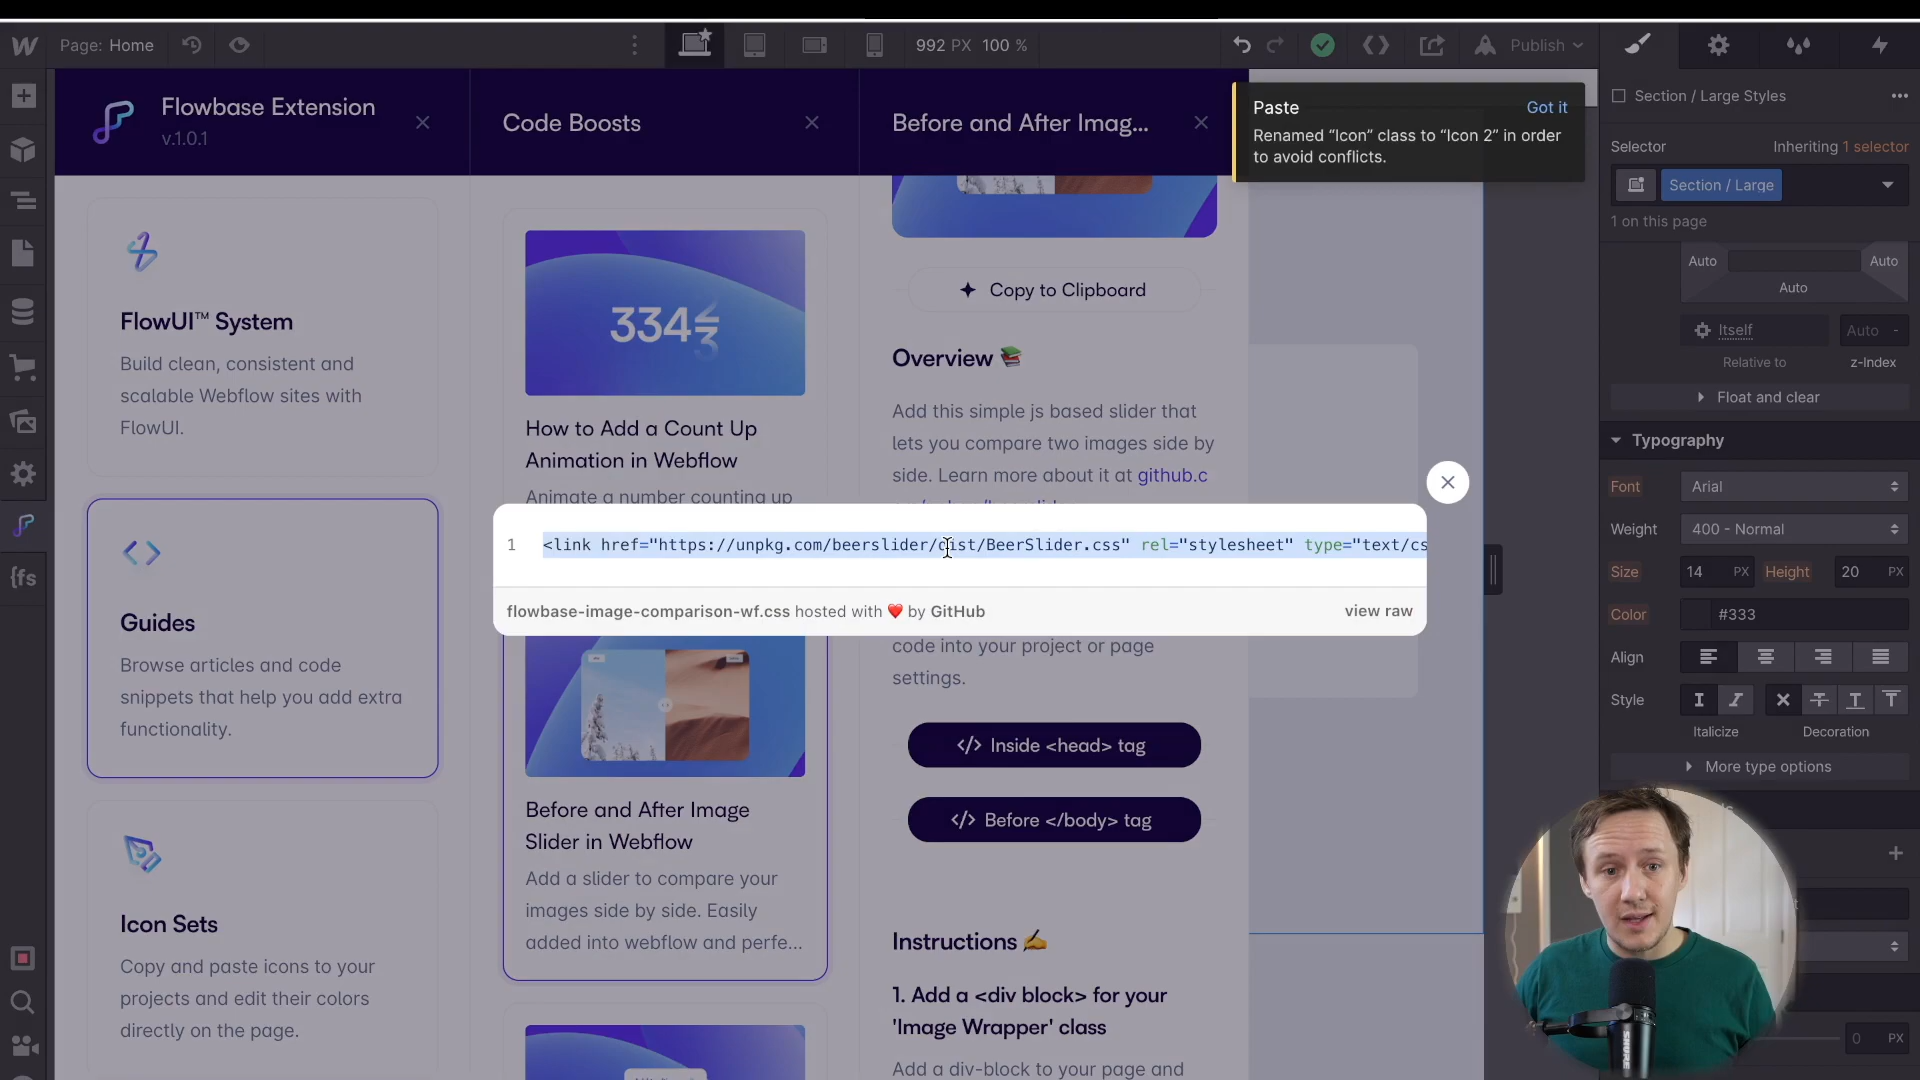 Page: Home
992 PX 100 %
Publish
Flowbase Extension
v.1.0.1
Code Boosts
Before and After Imag...
Paste
Got it
Renamed “Icon” class to “Icon 2” in order
to avoid conflicts.
FlowUI™ System
Build clean, consistent and
scalable Webflow sites with
FlowUI.
Guides
Browse articles and code
snippets that help you add extra
functionality.
Icon Sets
Copy and paste icons to your
projects and edit their colors
directly on the page.
334
3
How to Add a Count Up
Animation in Webflow
Animate a number counting up
Before and After Image
Slider in Webflow
Add a slider to compare your
images side by side. Easily
added into webflow and perfe...
Copy to Clipboard
Overview 📚
Add this simple js based slider that
lets you compare two images side by
side. Learn more about it at github.c
1 <link href="https://unpkg.com/beerslider/dist/BeerSlider.css" rel="stylesheet" type="text/cs
flowbase-image-comparison-wf.css hosted with ❤️ by GitHub
view raw
code into your project or page
settings.
</> Inside <head> tag
</> Before </body> tag
Instructions ✍️
1. Add a <div block> for your
'Image Wrapper' class
Add a div-block to your page and
Section / Large Styles
Selector
Inheriting 1 selector
Section / Large
1 on this page
Auto
Auto
Auto
Itself
Auto -
Relative to
z-Index
Float and clear
Typography
Font
Arial
Weight
400 - Normal
Size
14 PX
Height
20 PX
Color
#333
Align
Style
Italicize
Decoration
More type options
0 PX
{fs
SHURE